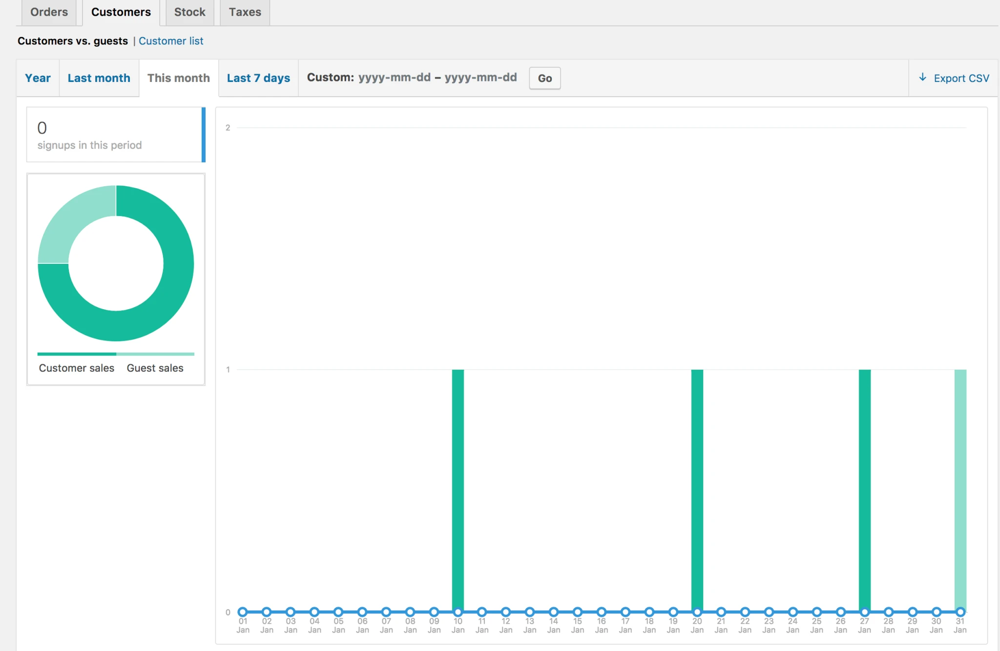 Orders Customers Stock Taxes
Customers vs. guests | Customer list
Year Last month This month Last 7 days Custom: yyyy-mm-dd – yyyy-mm-dd Go Export CSV
0
signups in this period
Customer sales Guest sales
2
1
0
01 02 03 04 05 06 07 08 09 10 11 12 13 14 15 16 17 18 19 20 21 22 23 24 25 26 27 28 29 30 31
Jan Jan Jan Jan Jan Jan Jan Jan Jan Jan Jan Jan Jan Jan Jan Jan Jan Jan Jan Jan Jan Jan Jan Jan Jan Jan Jan Jan Jan Jan Jan